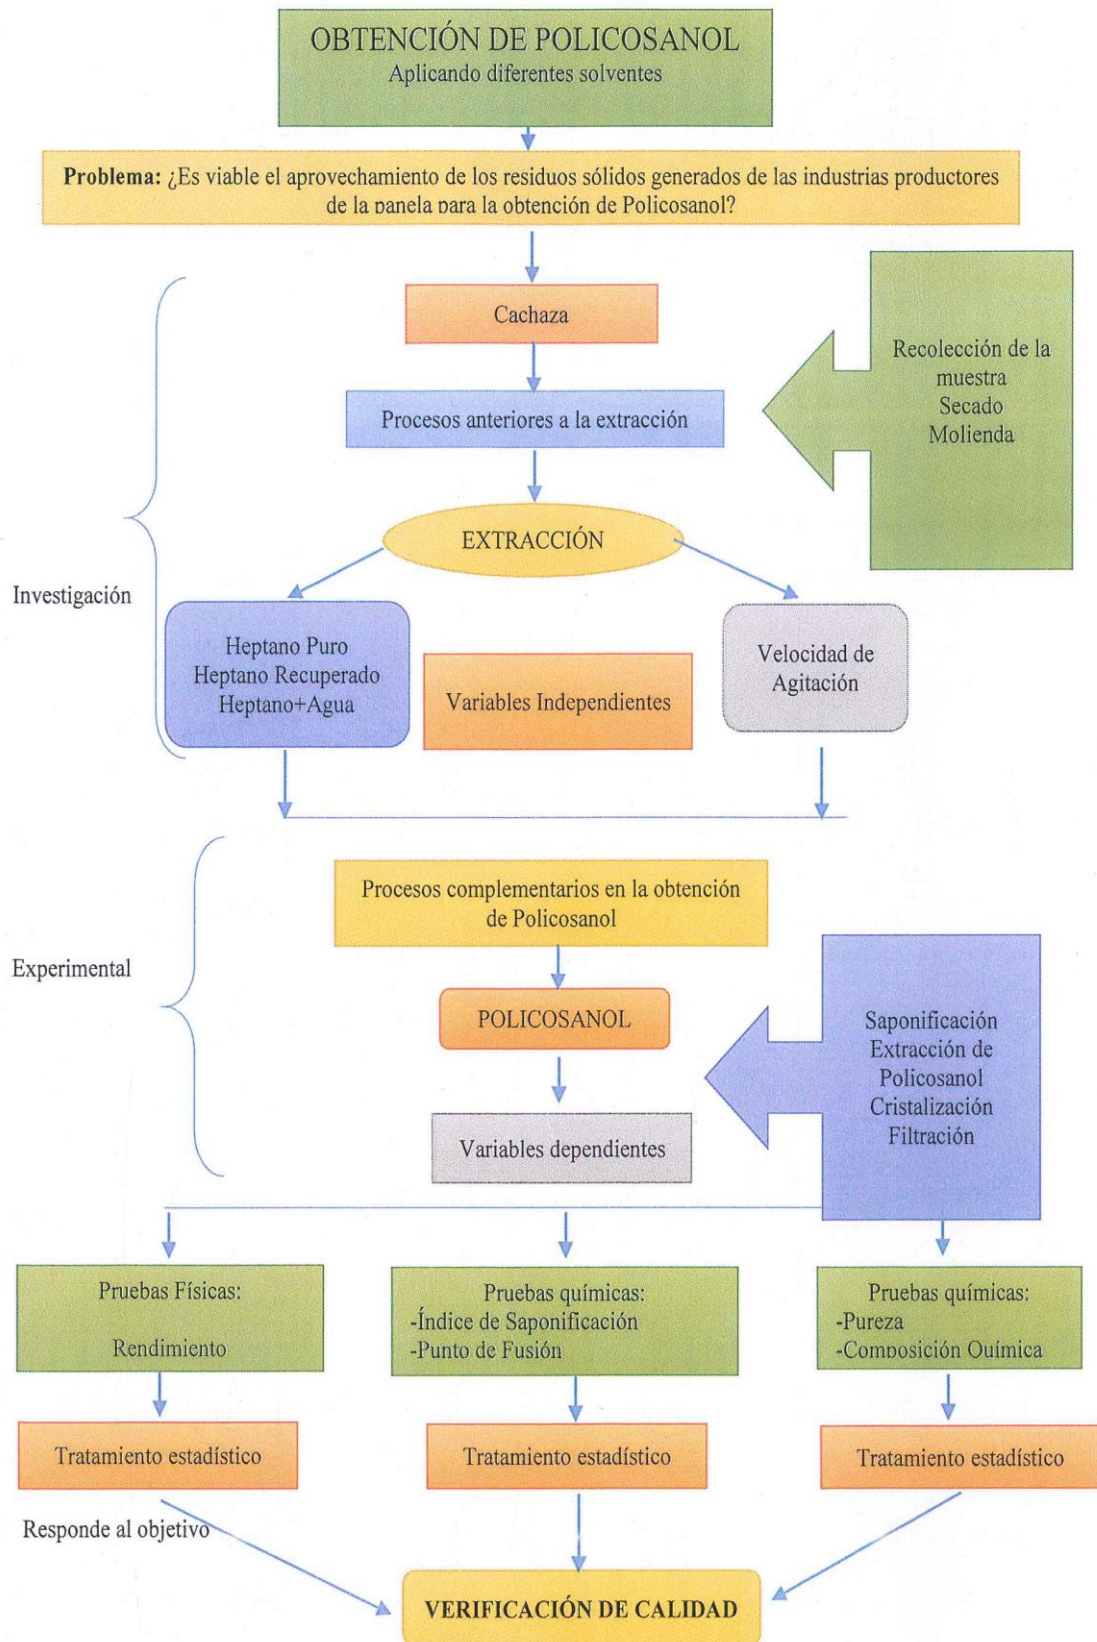 OBTENCIÓN DE POLICOSANOL
Aplicando diferentes solventes
Problema: ¿Es viable el aprovechamiento de los residuos sólidos generados de las industrias productores
de la panela para la obtención de Policosanol?
Cachaza
Procesos anteriores a la extracción
Recolección de la
muestra
Secado
Molienda
EXTRACCIÓN
Investigación
Heptano Puro
Heptano Recuperado
Heptano+Agua
Variables Independientes
Velocidad de
Agitación
Procesos complementarios en la obtención
de Policosanol
Experimental
POLICOSANOL
Saponificación
Extracción de
Policosanol
Cristalización
Filtración
Variables dependientes
Pruebas Físicas:
Rendimiento
Pruebas químicas:
-Índice de Saponificación
-Punto de Fusión
Pruebas químicas:
-Pureza
-Composición Química
Tratamiento estadístico
Tratamiento estadístico
Tratamiento estadístico
Responde al objetivo
VERIFICACIÓN DE CALIDAD